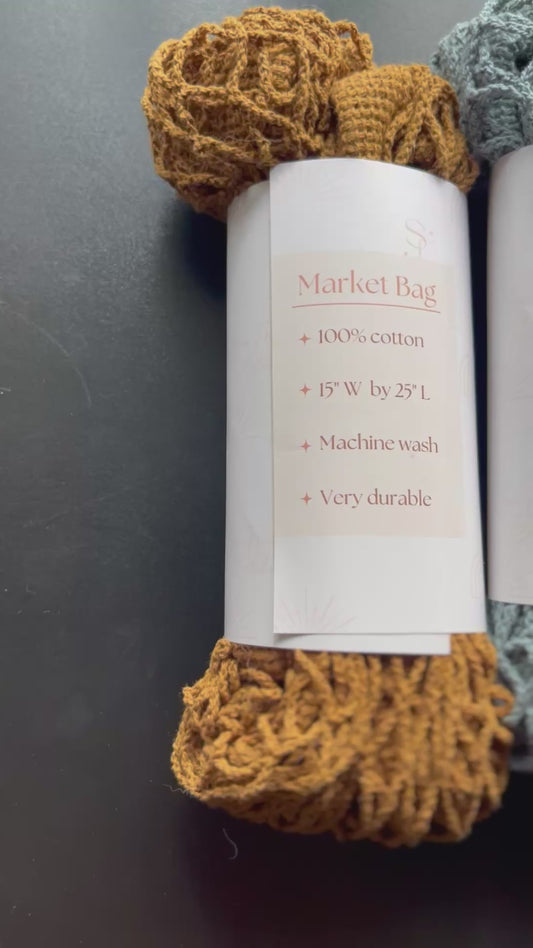 Market Bag
100% cotton
15" W by 25" L
Machine wash
Very durable